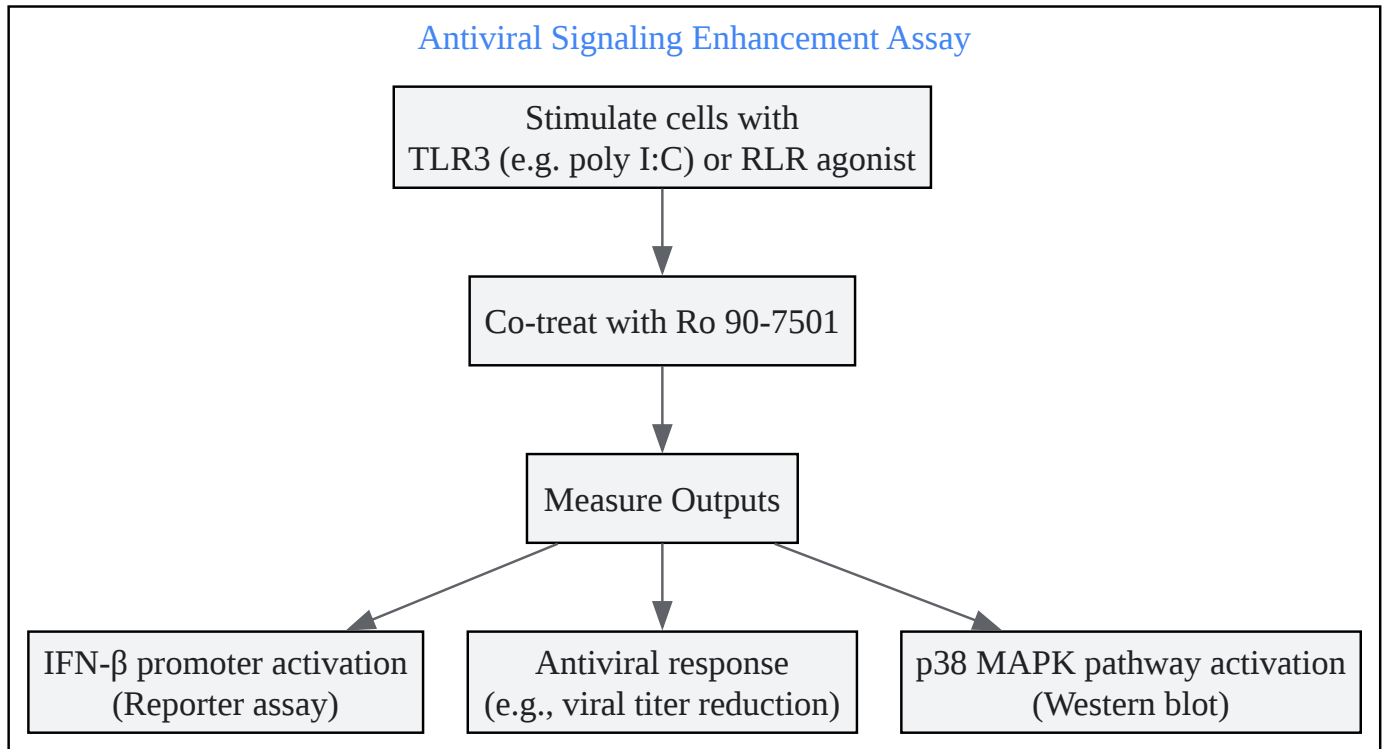 Antiviral Signaling Enhancement Assay
Stimulate cells with
TLR3 (e.g. poly I:C) or RLR agonist
Co-treat with Ro 90-7501
Measure Outputs
IFN-β promoter activation
(Reporter assay)
Antiviral response
(e.g., viral titer reduction)
p38 MAPK pathway activation
(Western blot)